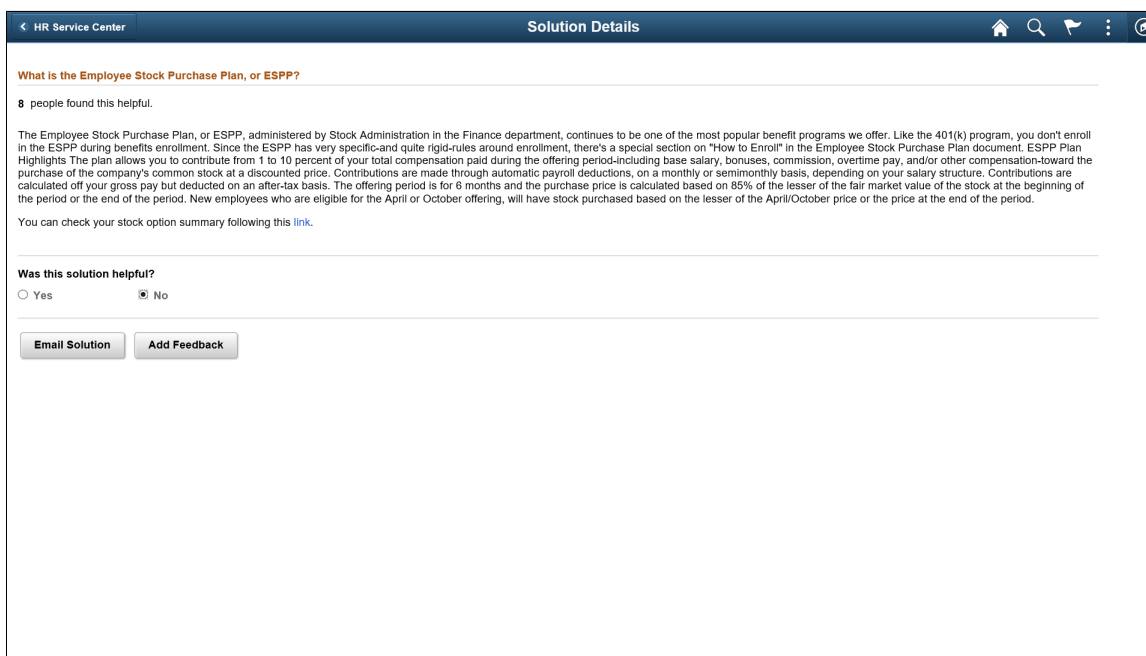 HR Service Center
Solution Details
What is the Employee Stock Purchase Plan, or ESPP?
8 people found this helpful.
The Employee Stock Purchase Plan, or ESPP, administered by Stock Administration in the Finance department, continues to be one of the most popular benefit programs we offer. Like the 401(k) program, you don't enroll
in the ESPP during benefits enrollment. Since the ESPP has very specific-and quite rigid-rules around enrollment, there's a special section on "How to Enroll" in the Employee Stock Purchase Plan document. ESPP Plan
Highlights The plan allows you to contribute from 1 to 10 percent of your total compensation paid during the offering period-including base salary, bonuses, commission, overtime pay, and/or other compensation-toward the
purchase of the company's common stock at a discounted price. Contributions are made through automatic payroll deductions, on a monthly or semimonthly basis, depending on your salary structure. Contributions are
calculated off your gross pay but deducted on an after-tax basis. The offering period is for 6 months and the purchase price is calculated based on 85% of the lesser of the fair market value of the stock at the beginning of
the period or the end of the period. New employees who are eligible for the April or October offering, will have stock purchased based on the lesser of the April/October price or the price at the end of the period.
You can check your stock option summary following this link.
Was this solution helpful?
Yes No
Email Solution Add Feedback